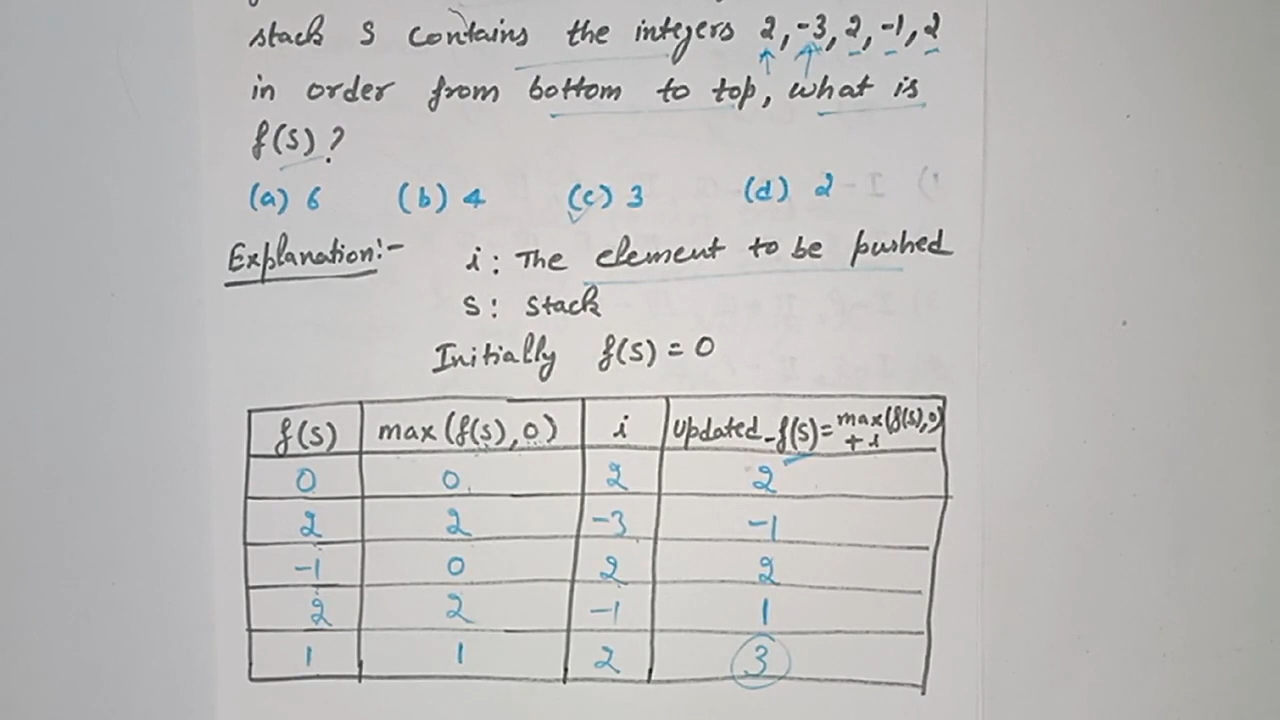 stack S contains the integers 2, -3, 2, -1, 2
in order from bottom to top, what is
f(S)?
(a) 6 (b) 4 (c) 3 (d) 2
Explanation:- i: The element to be pushed
S: Stack
Initially f(S) = 0
f(S) max(f(S),0) i updated_f(S)=max(f(S),0)+i
0 0 2 2
2 2 -3 -1
-1 0 2 2
2 2 -1 1
1 1 2 3